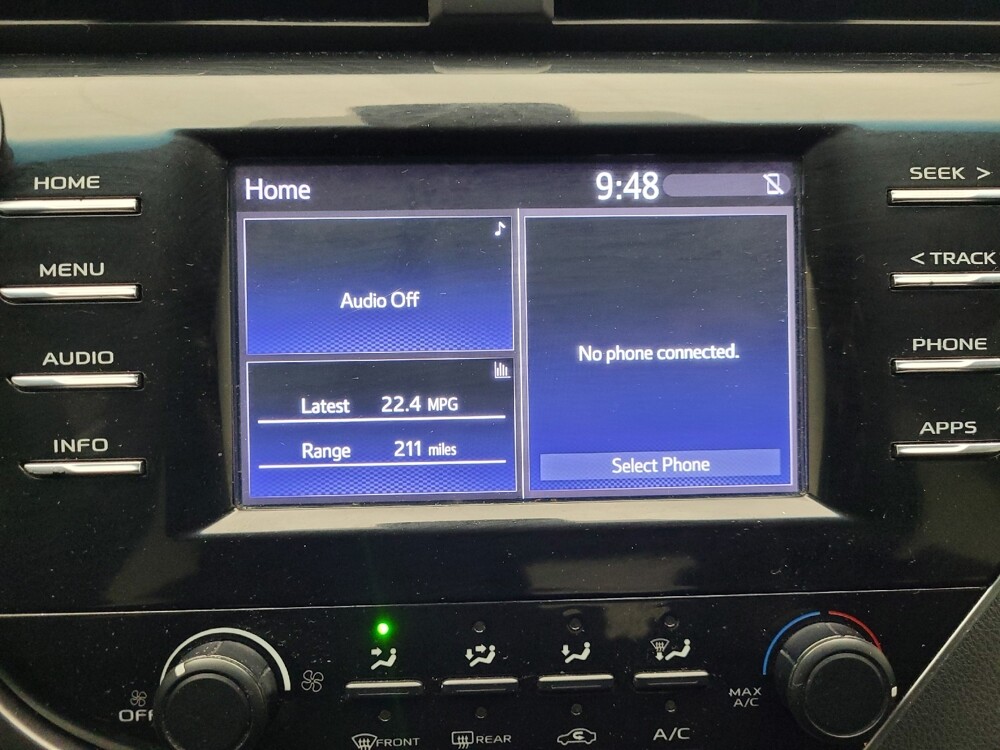 HOME
MENU
AUDIO
INFO
Home 9:48
Audio Off
Latest 22.4 MPG
Range 211 miles
No phone connected.
Select Phone
SEEK >
< TRACK
PHONE
APPS
OFF
FRONT
REAR
A/C
MAX
A/C